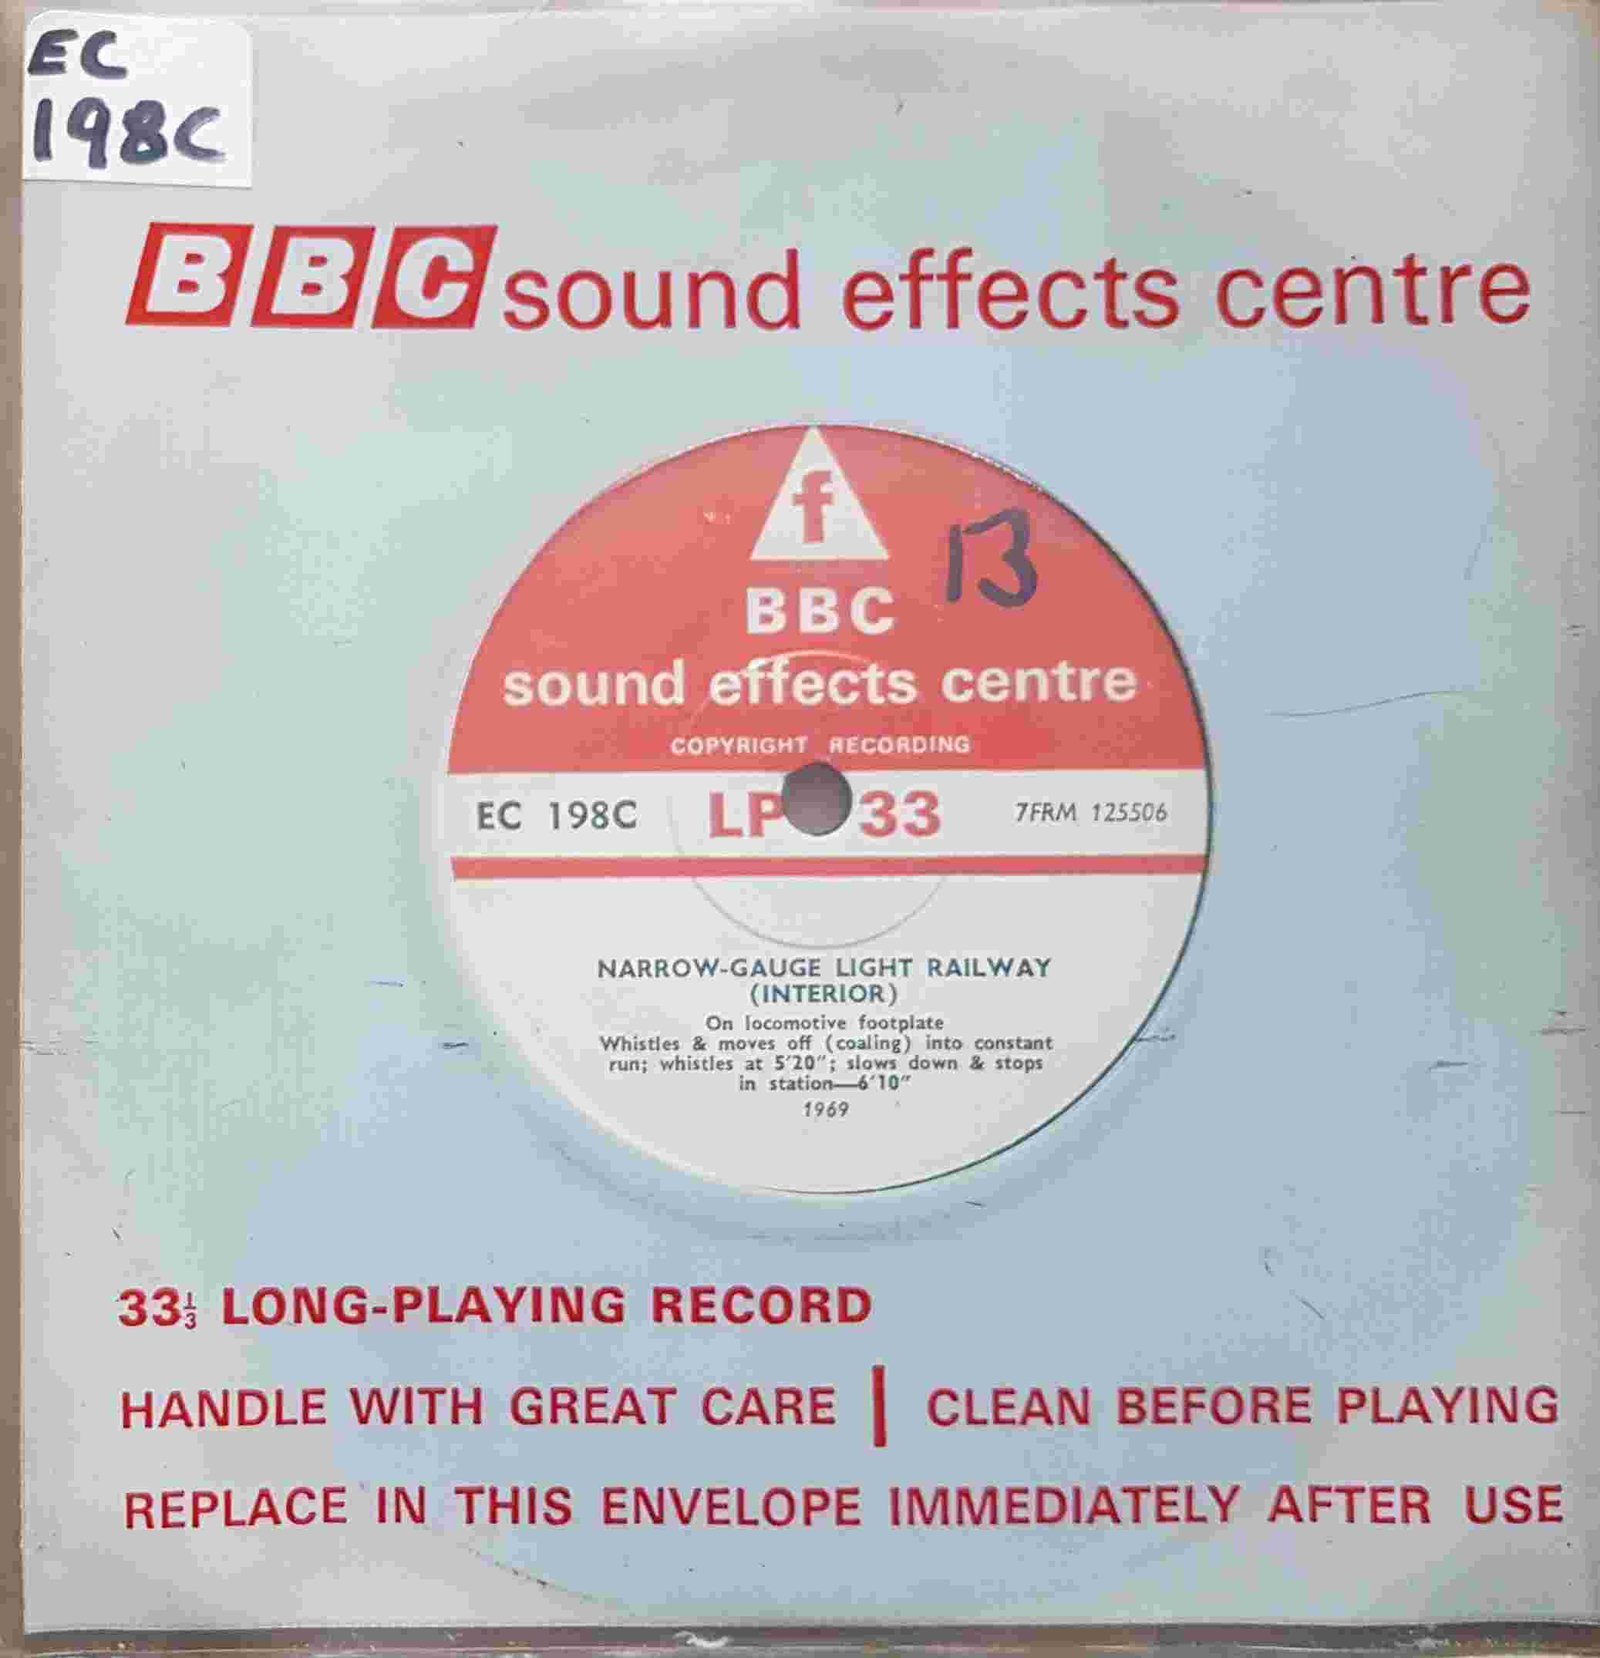 EC
198C
BBC sound effects centre
f
13
BBC
sound effects centre
COPYRIGHT RECORDING
EC 198C LP 33 7FRM 125506
NARROW-GAUGE LIGHT RAILWAY
(INTERIOR)
On locomotive footplate
Whistles & moves off (coaling) into constant
run; whistles at 5'20"; slows down & stops
in station—6'10"
1969
33⅓ LONG-PLAYING RECORD
HANDLE WITH GREAT CARE | CLEAN BEFORE PLAYING
REPLACE IN THIS ENVELOPE IMMEDIATELY AFTER USE